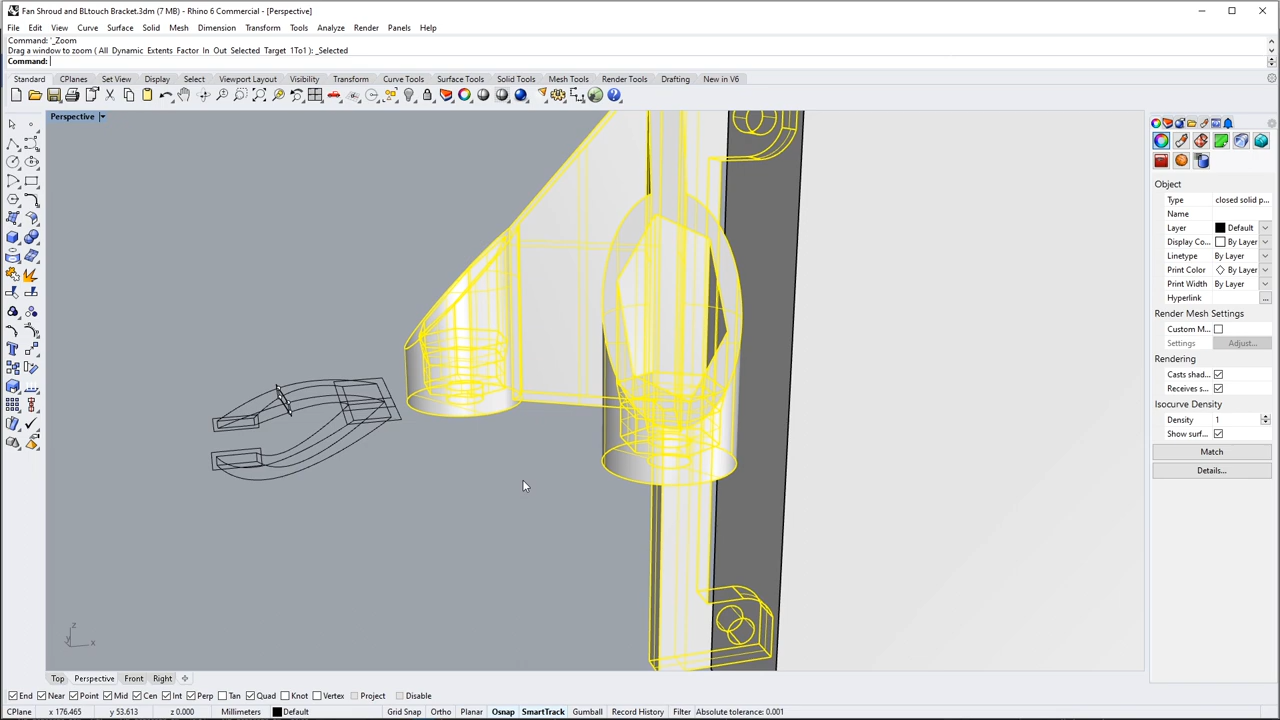 Fan Shroud and BLtouch Bracket.3dm (7 MB) - Rhino 6 Commercial - [Perspective]
File Edit View Curve Surface Solid Mesh Dimension Transform Tools Analyze Render Panels Help
Command: '_Zoom
Drag a window to zoom ( All Dynamic Extents Factor In Out Selected Target 1To1 ): _Selected
Command:
Standard CPlanes Set View Display Select Viewport Layout Visibility Transform Curve Tools Surface Tools Solid Tools Mesh Tools Render Tools Drafting New in V6
Perspective
Object
Type closed solid p...
Name
Layer Default
Display Co... By Layer
Linetype By Layer
Print Color By Layer
Print Width By Layer
Hyperlink ...
Render Mesh Settings
Custom M...
Settings Adjust...
Rendering
Casts shad...
Receives s...
Isocurve Density
Density 1
Show surf...
Match
Details...
z
y x
Top Perspective Front Right
End Near Point Mid Cen Int Perp Tan Quad Knot Vertex Project Disable
CPlane x 176.465 y 53.613 z 0.000 Millimeters Default Grid Snap Ortho Planar Osnap SmartTrack Gumball Record History Filter Absolute tolerance: 0.001